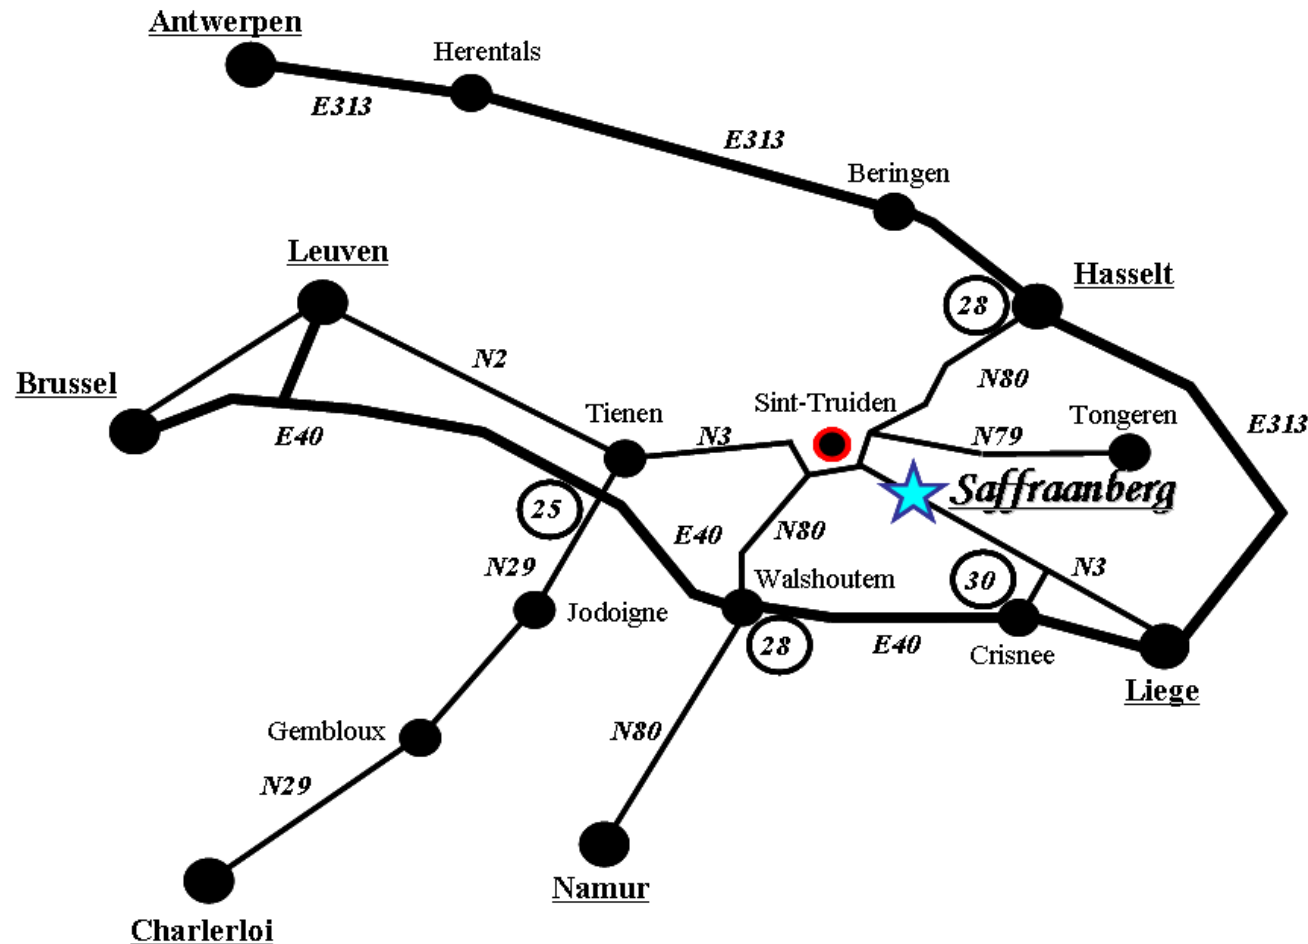 Antwerpen
Herentals
E313
E313
Beringen
Leuven
Hasselt
28
N2
N80
Brussel
Sint-Truiden
Tienen
Tongeren
E40
N3
N79
E313
Saffraanberg
25
E40
N80
N29
Walshoutem
30
N3
Jodoigne
28
E40
Crisnee
Liege
Gembloux
N80
N29
Namur
Charlerloi